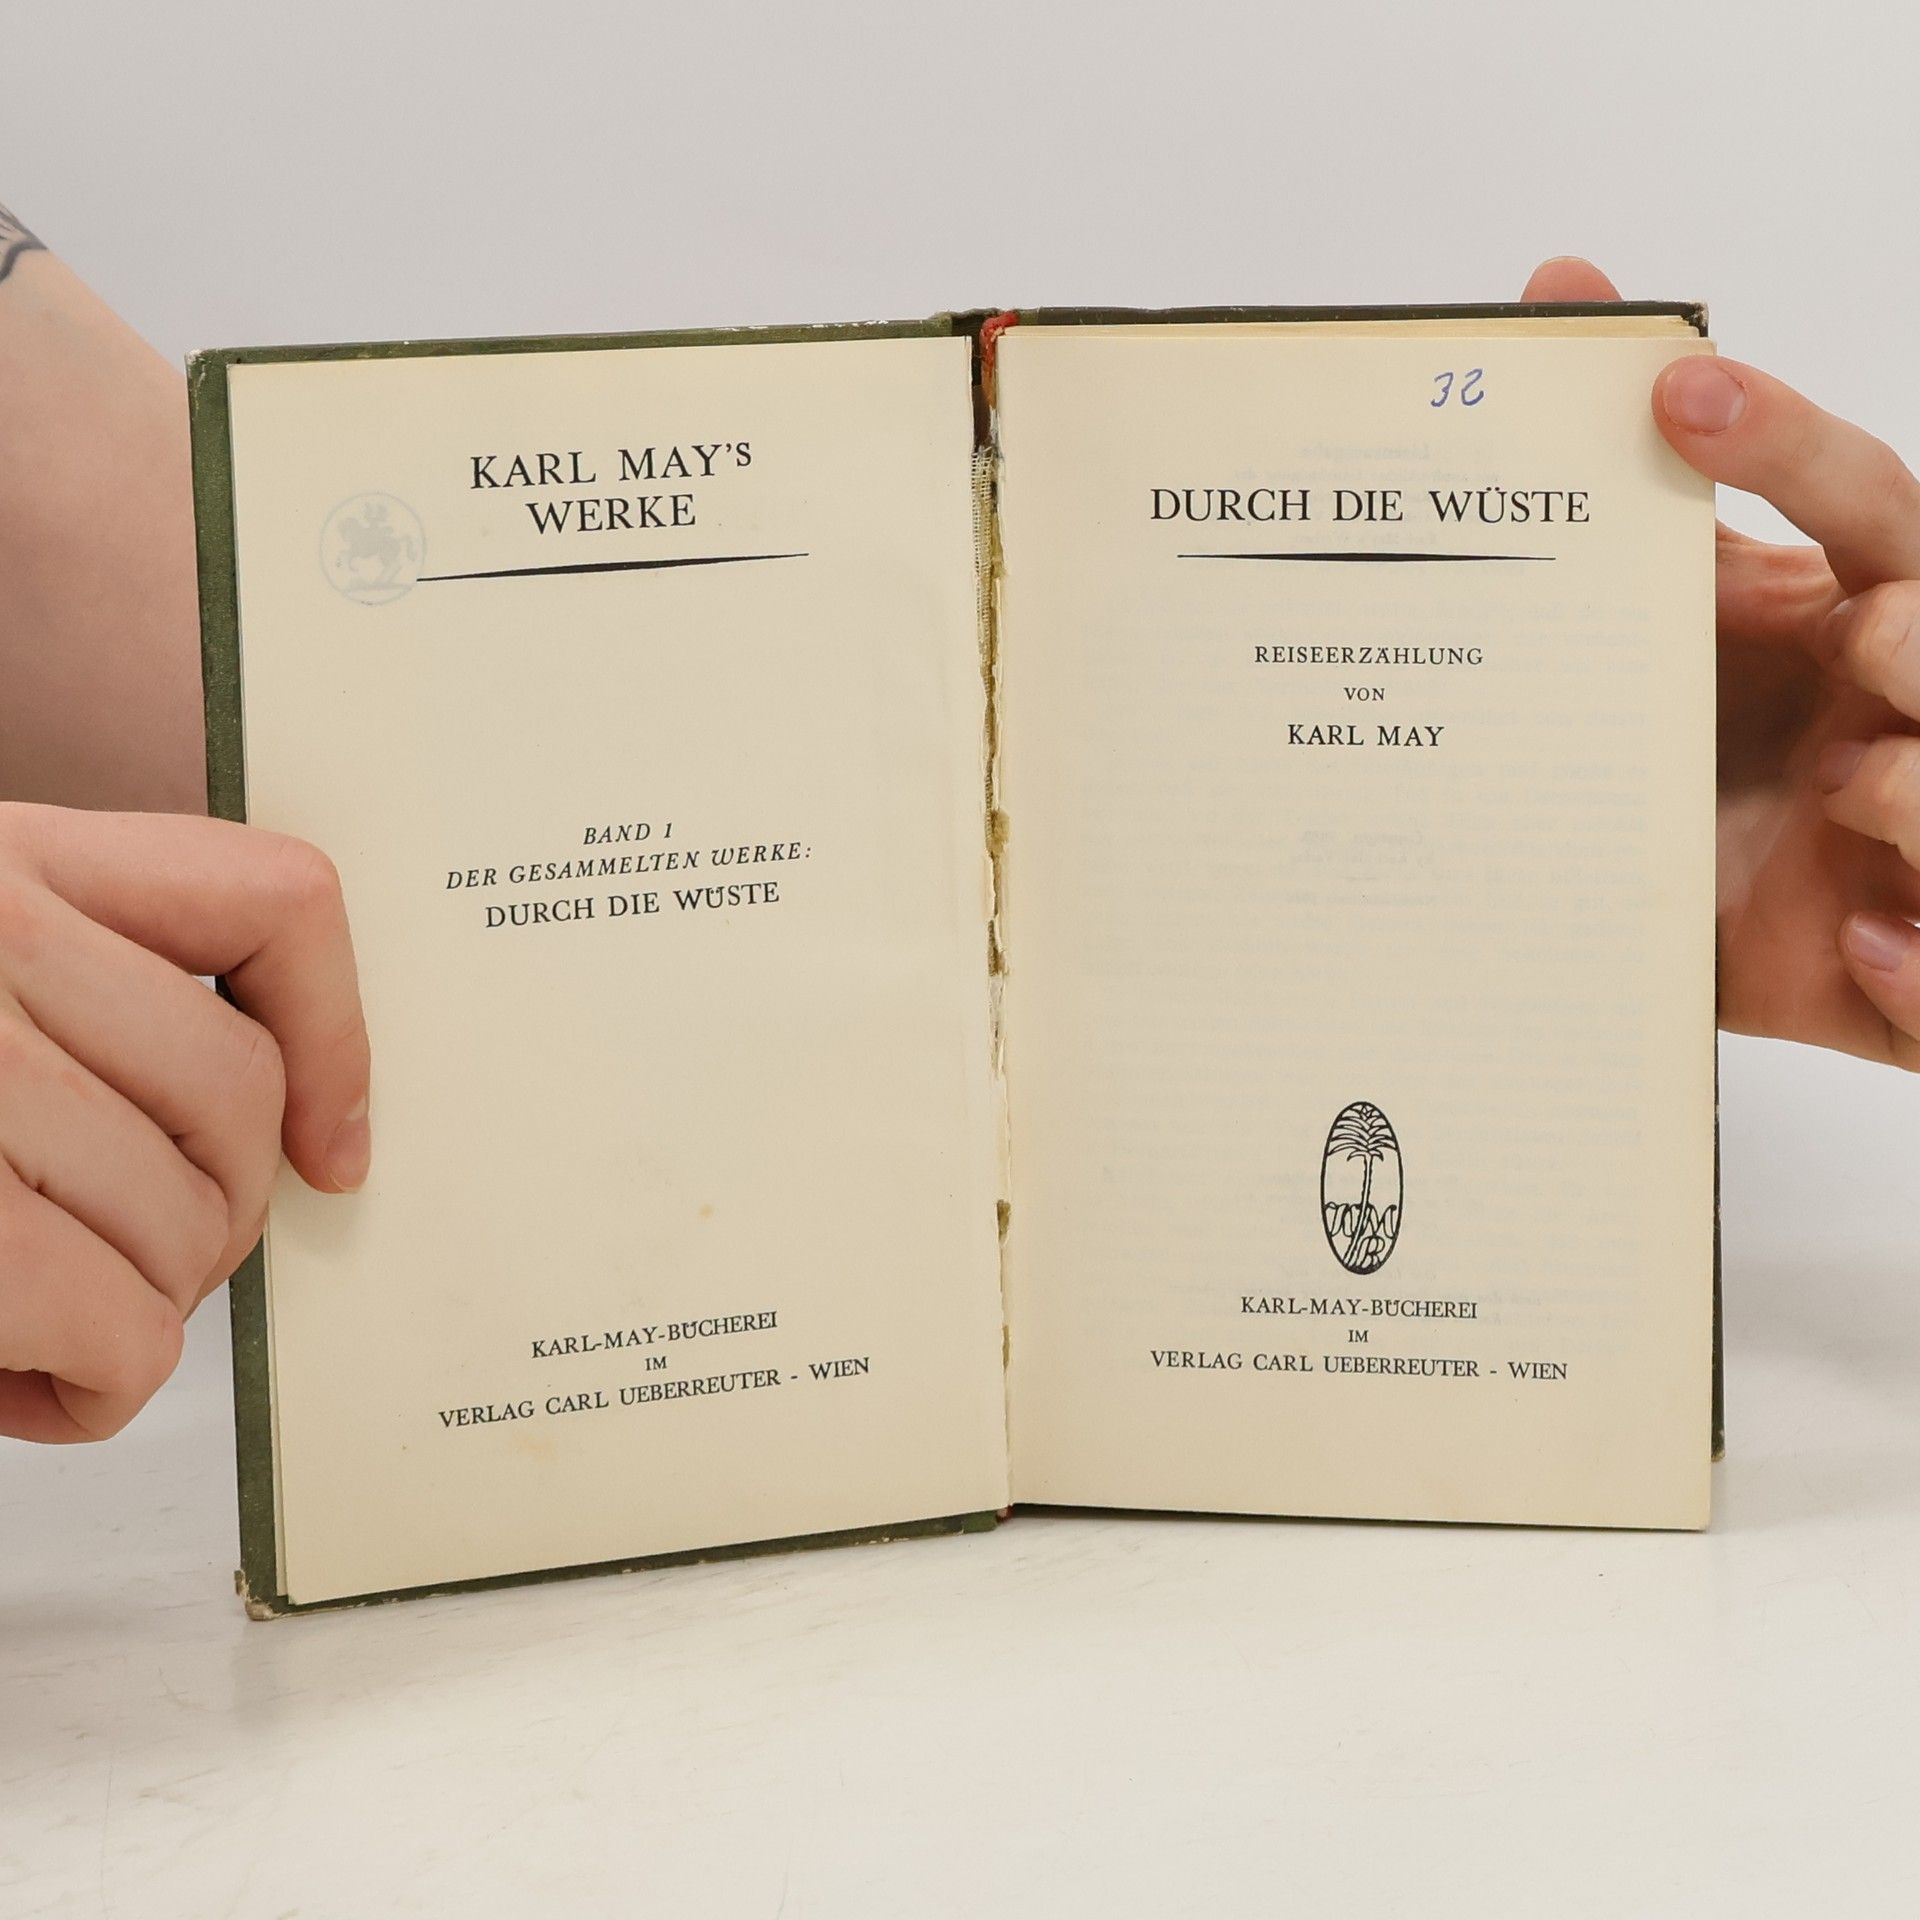 KARL MAY'S
WERKE
BAND 1
DER GESAMMELTEN WERKE:
DURCH DIE WÜSTE
KARL-MAY-BÜCHEREI
IM
VERLAG CARL UEBERREUTER - WIEN
32
DURCH DIE WÜSTE
REISEERZÄHLUNG
VON
KARL MAY
KMB
KARL-MAY-BÜCHEREI
IM
VERLAG CARL UEBERREUTER - WIEN